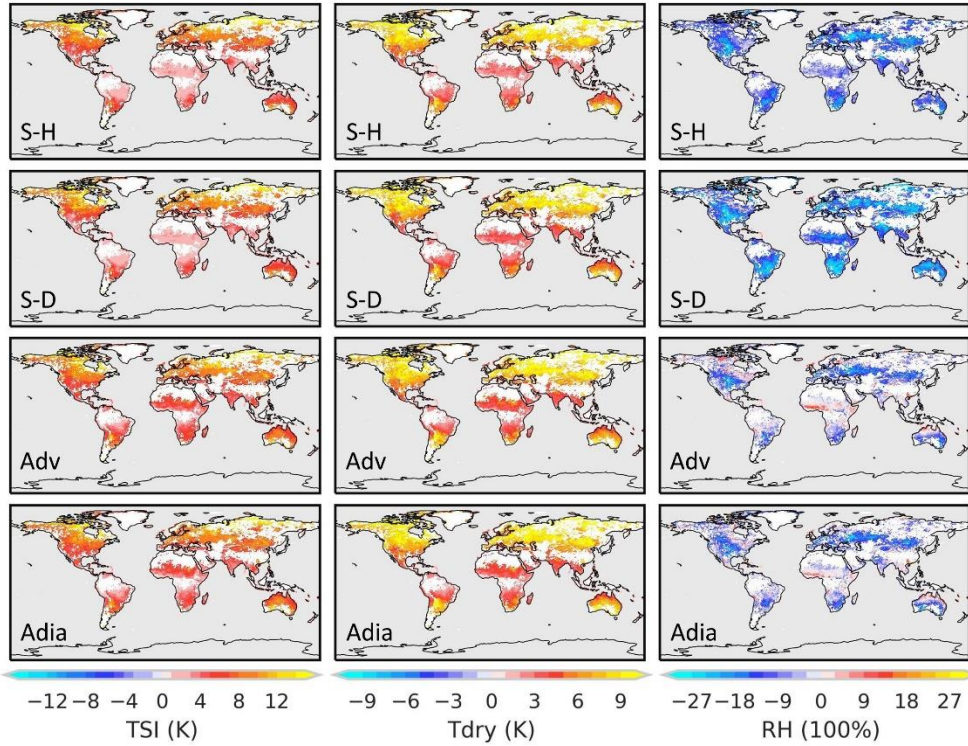 S-H S-H S-H
S-D S-D S-D
Adv Adv Adv
Adia Adia Adia
−12 −8 −4 0 4 8 12 −9 −6 −3 0 3 6 9 −27 −18 −9 0 9 18 27
TSI (K) Tdry (K) RH (100%)